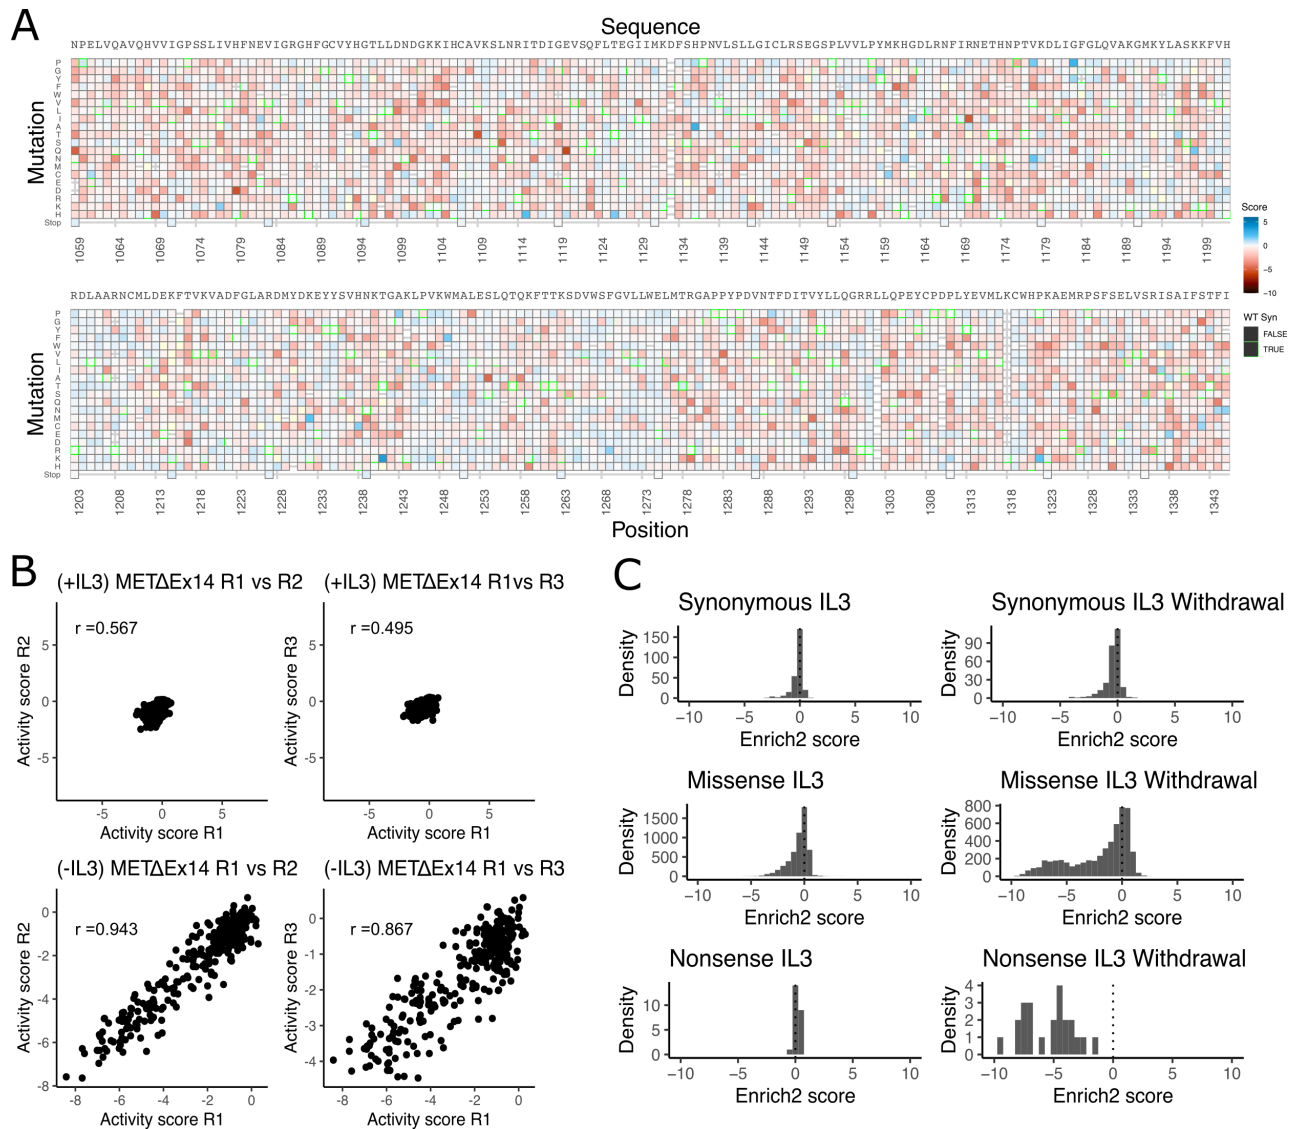 A
Sequence
NPELVQAVQHVVIGPSSLIVHFNEVIGRGHFGCVYHGTLLDNDGKKIHCAVKSLNRITDIGEVSQFLTEGIIMKDFSHPNVLSLLGICLRSEGSPLVVLPYMKHGDLRNFIRNETHNPTVKDLIGFGLQVAKGMKYLASKKFVH
Mutation
P
G
Y
F
W
V
L
I
A
T
S
Q
N
M
C
E
D
R
K
H
Stop
1059 1064 1069 1074 1079 1084 1089 1094 1099 1104 1109 1114 1119 1124 1129 1134 1139 1144 1149 1154 1159 1164 1169 1174 1179 1184 1189 1194 1199
Score
5
0
−5
−10
WT Syn
FALSE
TRUE
RDLAARNCMLDEKFTVKVADFGLARDMYDKEYYSVHNKTGAKLPVKWMALESLQTQKFTTKSDVWSFGVLLWELMTRGAPPYPDVNTFDITVYLLQGRRLLQPEYCPDPLYEVMLKCWHPKAEMRPSFSELVSRISAIFSTFI
Mutation
P
G
Y
F
W
V
L
I
A
T
S
Q
N
M
C
E
D
R
K
H
Stop
1203 1208 1213 1218 1223 1228 1233 1238 1243 1248 1253 1258 1263 1268 1273 1278 1283 1288 1293 1298 1303 1308 1313 1318 1323 1328 1333 1338 1343
Position
B
(+IL3) METΔEx14 R1 vs R2
r =0.567
Activity score R2
5
0
-5
-5 0 5
Activity score R1
(+IL3) METΔEx14 R1vs R3
r =0.495
Activity score R3
5
0
-5
-5 0 5
Activity score R1
(-IL3) METΔEx14 R1 vs R2
r =0.943
Activity score R2
0
-2
-4
-6
-8
-8 -6 -4 -2 0
Activity score R1
(-IL3) METΔEx14 R1 vs R3
r =0.867
Activity score R3
0
-1
-2
-3
-4
-8 -6 -4 -2 0
Activity score R1
C
Synonymous IL3
Density
150
100
50
0
−10 −5 0 5 10
Enrich2 score
Synonymous IL3 Withdrawal
Density
90
60
30
0
−10 −5 0 5 10
Enrich2 score
Missense IL3
Density
1500
1000
500
0
−10 −5 0 5 10
Enrich2 score
Missense IL3 Withdrawal
Density
800
600
400
200
0
−10 −5 0 5 10
Enrich2 score
Nonsense IL3
Density
10
5
0
−10 −5 0 5 10
Enrich2 score
Nonsense IL3 Withdrawal
Density
4
3
2
1
0
−10 −5 0 5 10
Enrich2 score